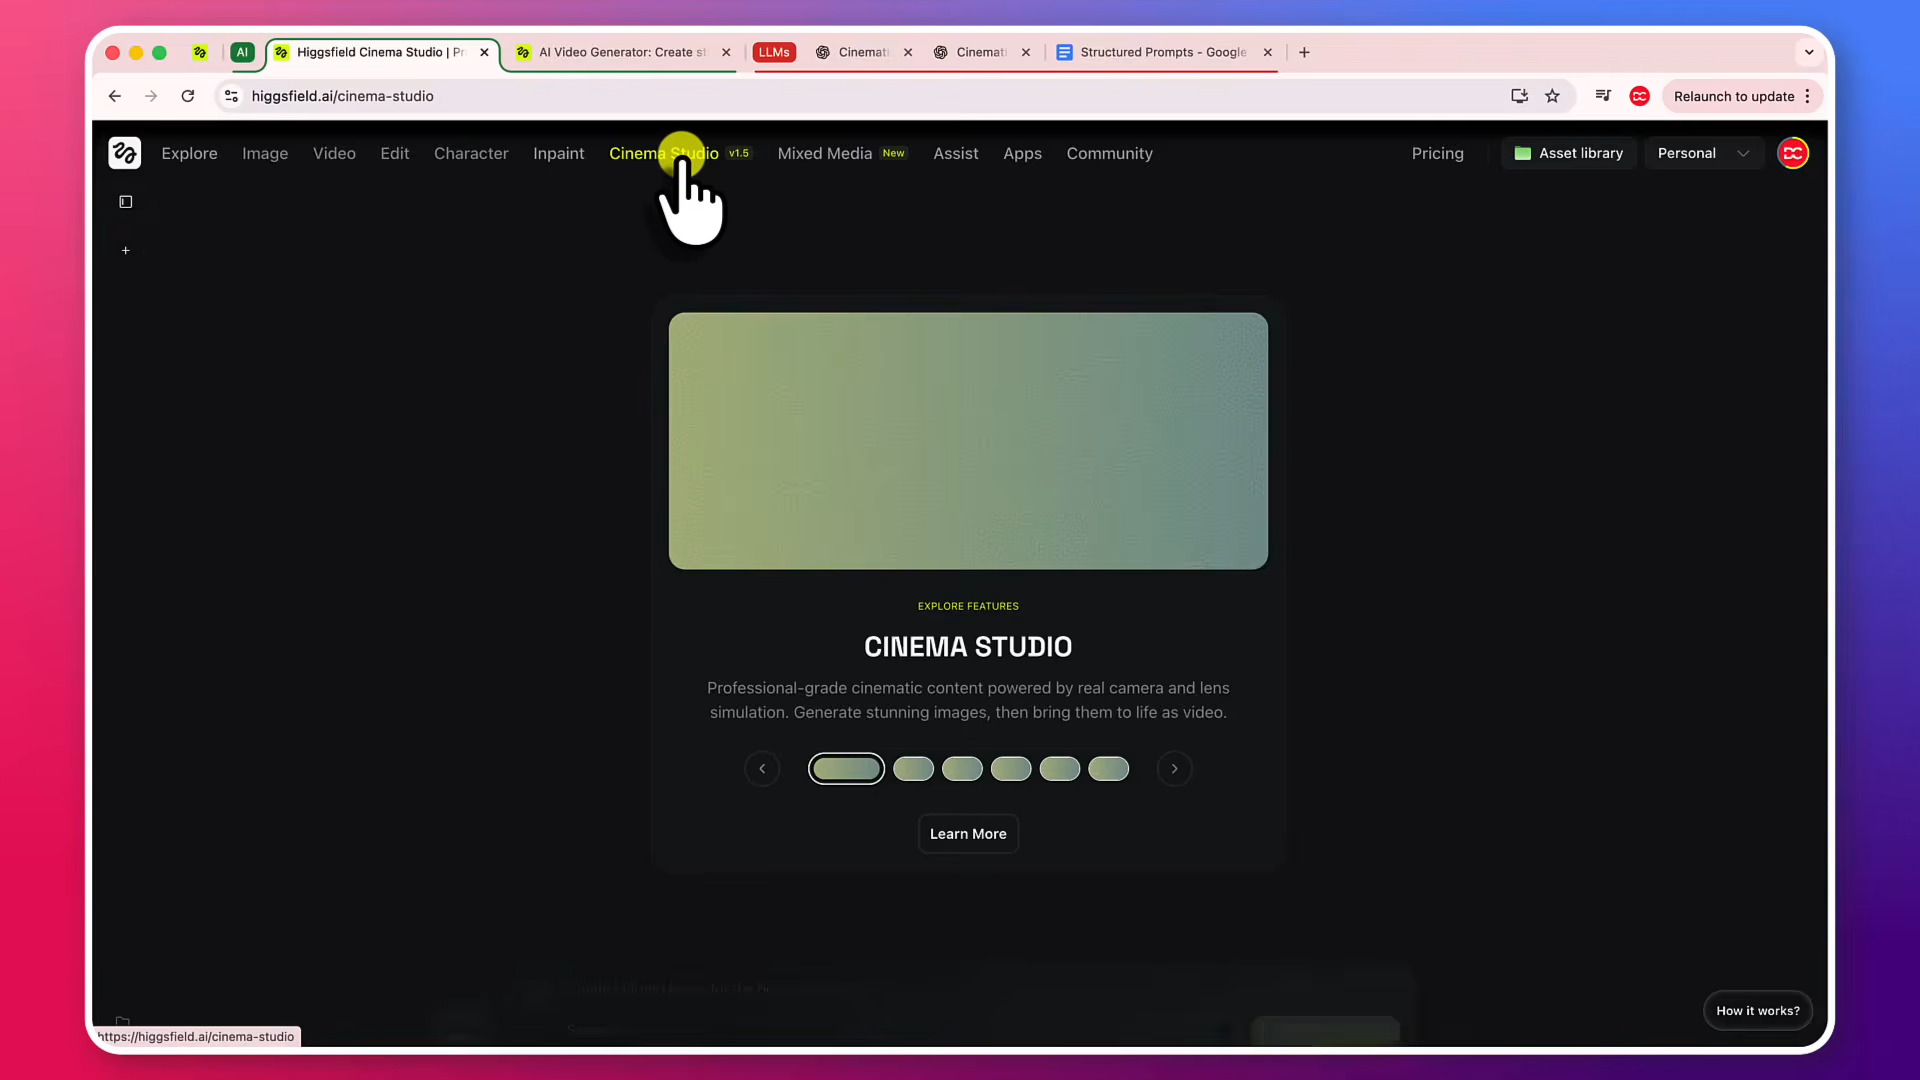 AI
Higgsfield Cinema Studio | Pr
AI Video Generator: Create st
LLMs
Cinemati
Cinemati
Structured Prompts - Google
higgsfield.ai/cinema-studio
Relaunch to update
Explore
Image
Video
Edit
Character
Inpaint
Cinema Studio v1.5
Mixed Media New
Assist
Apps
Community
Pricing
Asset library
Personal
DC
EXPLORE FEATURES
CINEMA STUDIO
Professional-grade cinematic content powered by real camera and lens
simulation. Generate stunning images, then bring them to life as video.
Learn More
How it works?
https://higgsfield.ai/cinema-studio